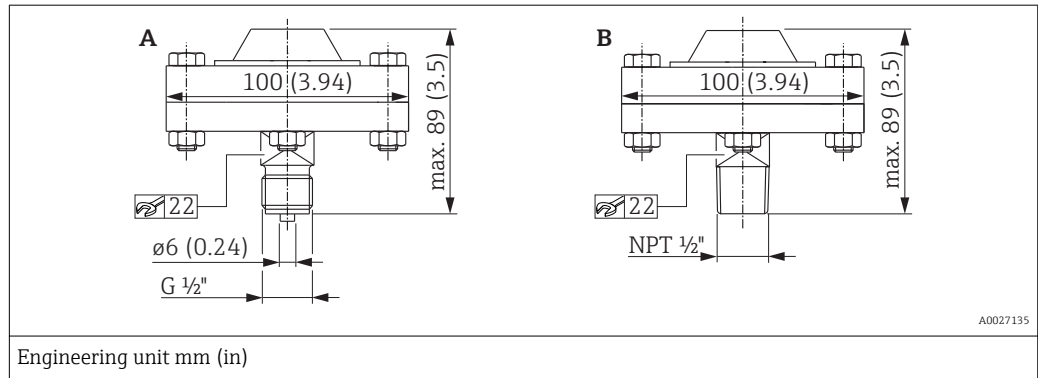 A
B
100 (3.94)
100 (3.94)
max. 89 (3.5)
max. 89 (3.5)
22
22
ø6 (0.24)
NPT ½"
G ½"
A0027135
Engineering unit mm (in)